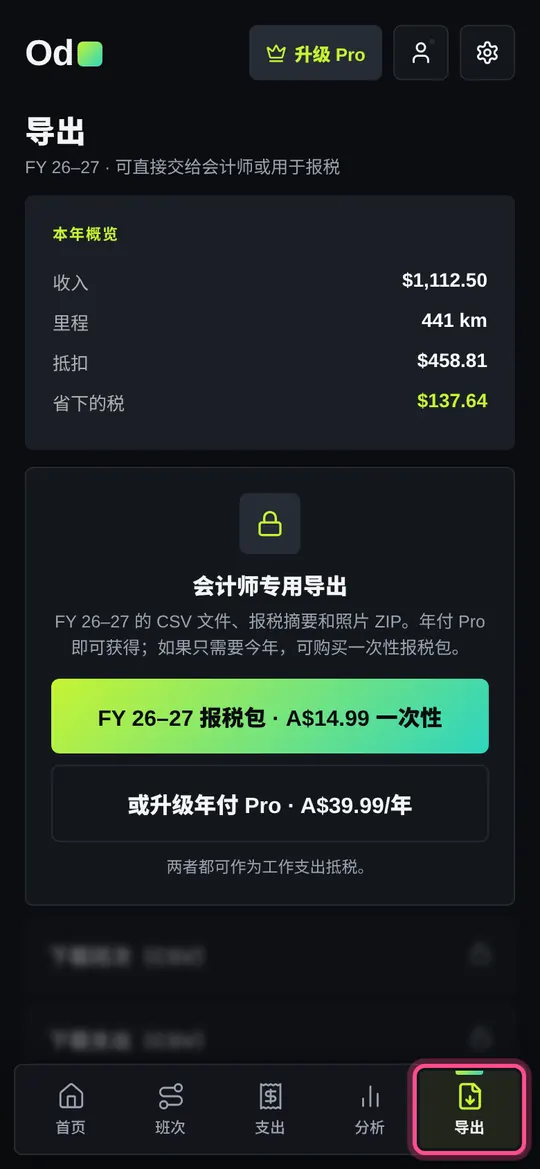 Od
升级 Pro
导出
FY 26–27 · 可直接交给会计师或用于报税
本年概览
收入 $1,112.50
里程 441 km
抵扣 $458.81
省下的税 $137.64
会计师专用导出
FY 26–27 的 CSV 文件、报税摘要和照片 ZIP。年付 Pro
即可获得；如果只需要今年，可购买一次性报税包。
FY 26–27 报税包 · A$14.99 一次性
或升级年付 Pro · A$39.99/年
两者都可作为工作支出抵税。
首页 班次 支出 分析 导出